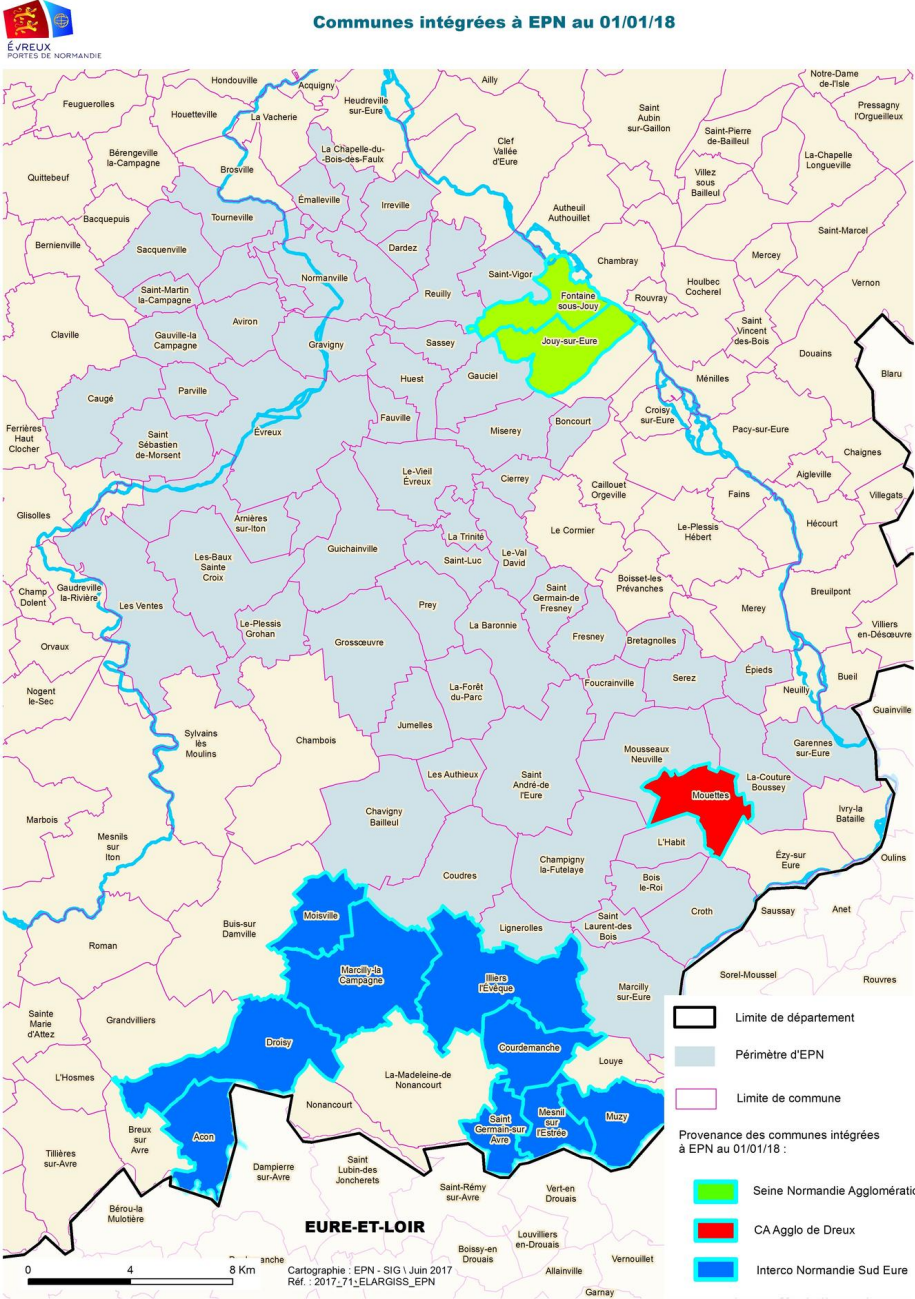 Communes intégrées à EPN au 01/01/18
ÉVREUX
PORTES DE NORMANDIE
Hondouville
Acquigny
Ailly
Notre-Dame
de-l'Isle
Feuguerolles
Houetteville
La Vacherie
Heudreville
sur-Eure
Saint
Aubin
sur-Gaillon
Pressagny
l'Orgueilleux
Bérengeville
la-Campagne
La Chapelle-du-
-Bois-des-Faulx
Clef
Vallée
d'Eure
Saint-Pierre
de-Bailleul
La-Chapelle
Longueville
Quittebeuf
Brosville
Villez
sous
Bailleul
Émalleville
Irreville
Autheuil
Authouillet
Bacquepuis
Tourneville
Saint-Marcel
Bernienville
Sacquenville
Dardez
Chambray
Mercey
Normanville
Saint-Vigor
Houlbec
Cocherel
Vernon
Saint-Martin
la-Campagne
Reuilly
Fontaine
sous-Jouy
Rouvray
Claville
Gauville-la
Campagne
Aviron
Gravigny
Sassey
Jouy-sur-Eure
Saint
Vincent
des-Bois
Douains
Blaru
Caugé
Parville
Huest
Gauciel
Ménilles
Ferrières
Haut
Clocher
Saint
Sébastien
de-Morsent
Évreux
Fauville
Miserey
Boncourt
Croisy
sur-Eure
Pacy-sur-Eure
Chaignes
Le-Vieil
Évreux
Cierrey
Caillouet
Orgeville
Aigleville
Villegats
Fains
Glisolles
Arnières
sur-Iton
La Trinité
Le Cormier
Le-Plessis
Hébert
Hécourt
Les-Baux
Sainte
Croix
Guichainville
Saint-Luc
Le-Val
David
Champ
Dolent
Gaudreville
la-Rivière
Les Ventes
Saint
Germain-de
Fresney
Boisset-les
Prévanches
Breuilpont
Prey
Merey
Le-Plessis
Grohan
La Baronnie
Villiers
en-Désœuvre
Orvaux
Grossœuvre
Fresney
Bretagnolles
Nogent
le-Sec
La-Forêt
du-Parc
Foucrainville
Serez
Épieds
Neuilly
Bueil
Guainville
Sylvains
lès
Moulins
Chambois
Jumelles
Mousseaux
Neuville
Garennes
sur-Eure
Les Authieux
Saint
André-de
l'Eure
La-Couture
Boussey
Mouettes
Marbois
Chavigny
Bailleul
Ivry-la
Bataille
Mesnils
sur
Iton
L'Habit
Ézy-sur
Eure
Oulins
Coudres
Champigny
la-Futelaye
Bois
le-Roi
Croth
Saussay
Anet
Moisville
Buis-sur
Damville
Lignerolles
Saint
Laurent-des
Bois
Roman
Marcilly-la
Campagne
Illiers
l'Évêque
Marcilly
sur-Eure
Sorel-Moussel
Rouvres
Sainte
Marie
d'Attez
Grandvilliers
Droisy
Courdemanche
Louye
L'Hosmes
La-Madeleine-de
Nonancourt
Nonancourt
Breux
sur
Avre
Acon
Saint
Germain-sur
Avre
Mesnil
sur
l'Estrée
Muzy
Tillières
sur-Avre
Dampierre
sur-Avre
Saint
Lubin-des
Joncherets
Saint-Rémy
sur-Avre
Vert-en
Drouais
Bérou-la
Mulotière
EURE-ET-LOIR
Louvilliers
en-Drouais
Boissy-en
Drouais
Allainville
Vernouillet
Garnay
Limite de département
Périmètre d'EPN
Limite de commune
Provenance des communes intégrées
à EPN au 01/01/18 :
Seine Normandie Agglomératio
CA Agglo de Dreux
Interco Normandie Sud Eure
0 4 8 Km
Cartographie : EPN - SIG \ Juin 2017
Réf. : 2017_71_ELARGISS_EPN